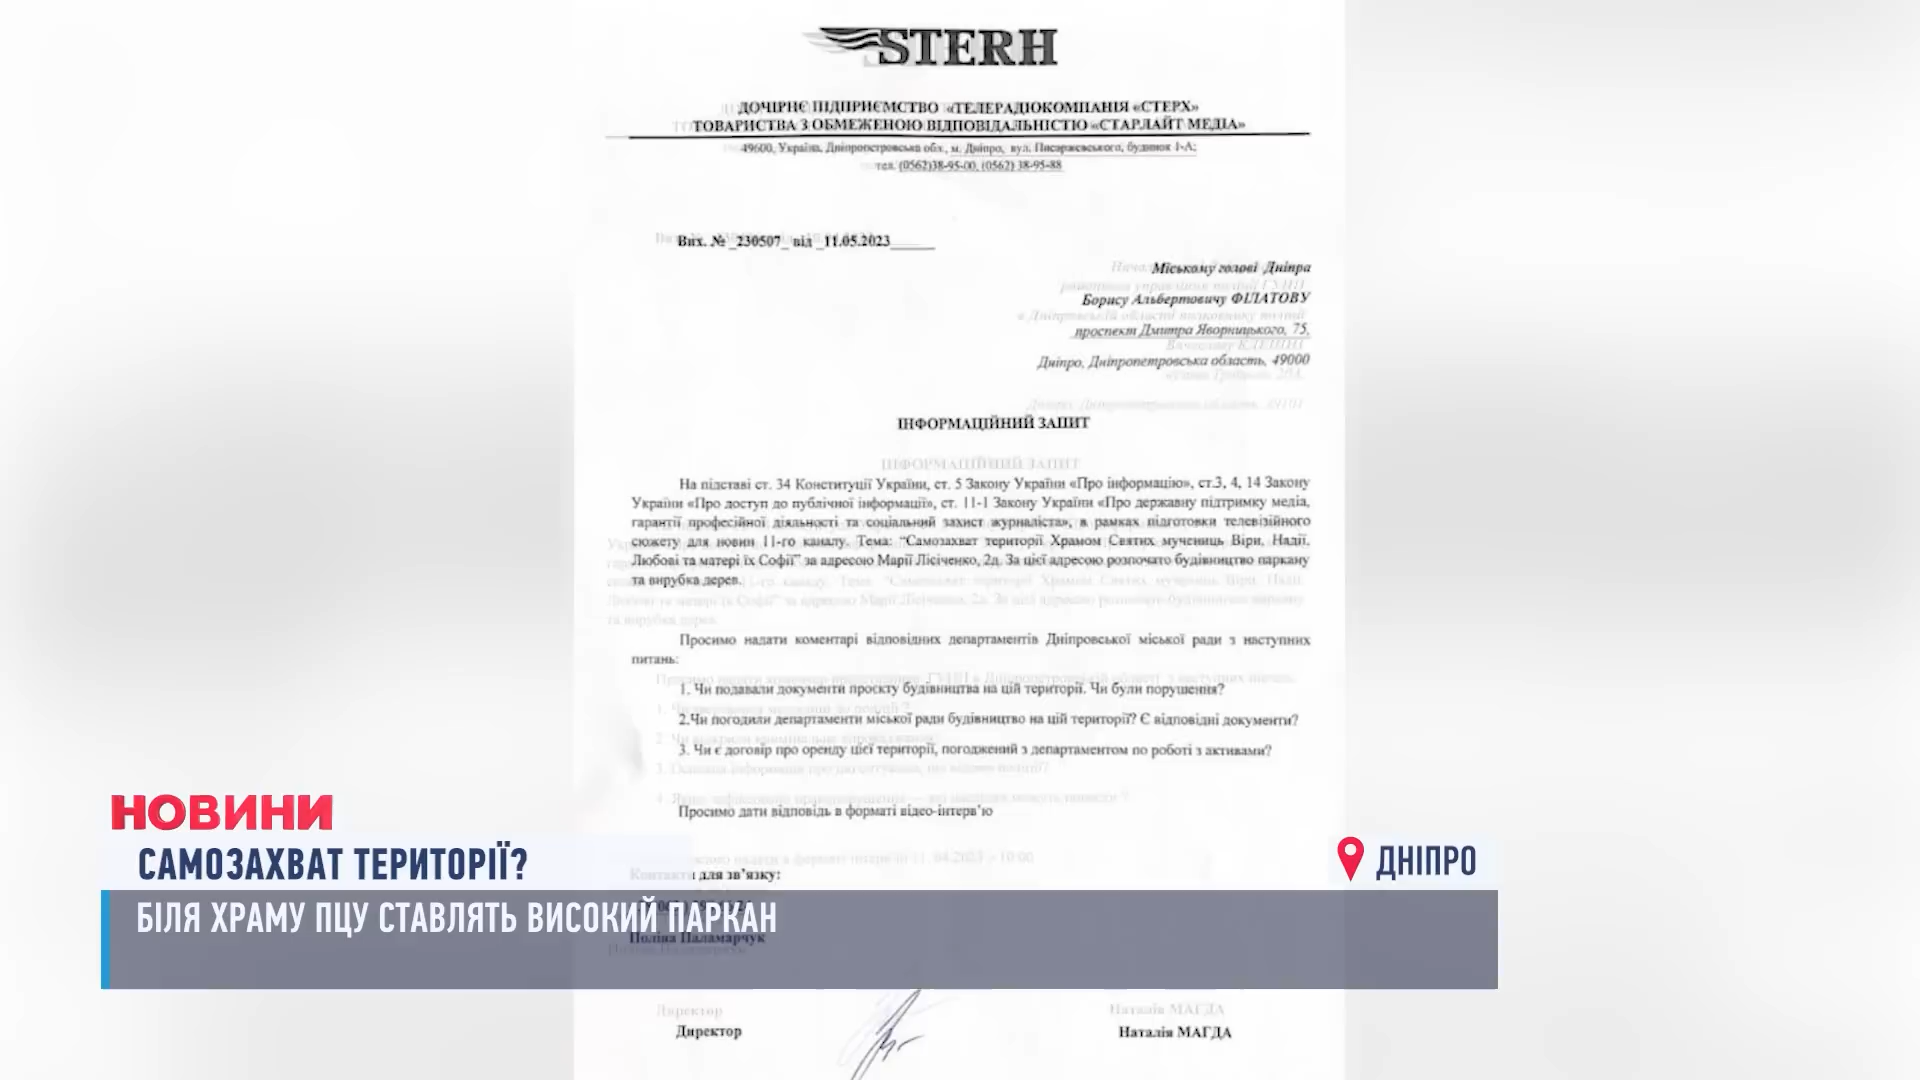 STERH
ДОЧІРНЄ ПІДПРИЄМСТВО «ТЕЛЕРАДІОКОМПАНІЯ «СТЕРХ»
ТОВАРИСТВА З ОБМЕЖЕНОЮ ВІДПОВІДАЛЬНІСТЮ «СТАРЛАЙТ МЕДІА»
49600, Україна, Дніпропетровська обл., м. Дніпро, вул. Писаржевського, будинок 1-А;
тел. (0562)38-95-00, (0562) 38-95-88
Вих. № _230507_ від _11.05.2023______
Міському голові Дніпра
Борису Альбертовичу ФІЛАТОВУ
проспект Дмитра Яворницького, 75,
Дніпро, Дніпропетровська область, 49000
ІНФОРМАЦІЙНИЙ ЗАПИТ
На підставі ст. 34 Конституції України, ст. 5 Закону України «Про інформацію», ст.3, 4, 14 Закону
України «Про доступ до публічної інформації», ст. 11-1 Закону України «Про державну підтримку медіа,
гарантії професійної діяльності та соціальний захист журналіста», в рамках підготовки телевізійного
сюжету для новин 11-го каналу. Тема: “Самозахват території Храмом Святих мучениць Віри, Надії,
Любові та матері їх Софії” за адресою Марії Лісіченко, 2д. За цієї адресою розпочато будівництво паркану
та вирубка дерев.
Просимо надати коментарі відповідних департаментів Дніпровської міської ради з наступних
питань:
1. Чи подавали документи проєкту будівництва на цій території. Чи були порушення?
2.Чи погодили департаменти міської ради будівництво на цій території? Є відповідні документи?
3. Чи є договір про оренду цієї території, погоджений з департаментом по роботі з активами?
Просимо дати відповідь в форматі відео-інтерв’ю
Контакти для зв’язку:
Поліна Паламарчук
Директор
Наталія МАГДА
НОВИНИ
САМОЗАХВАТ ТЕРИТОРІЇ?
ДНІПРО
БІЛЯ ХРАМУ ПЦУ СТАВЛЯТЬ ВИСОКИЙ ПАРКАН